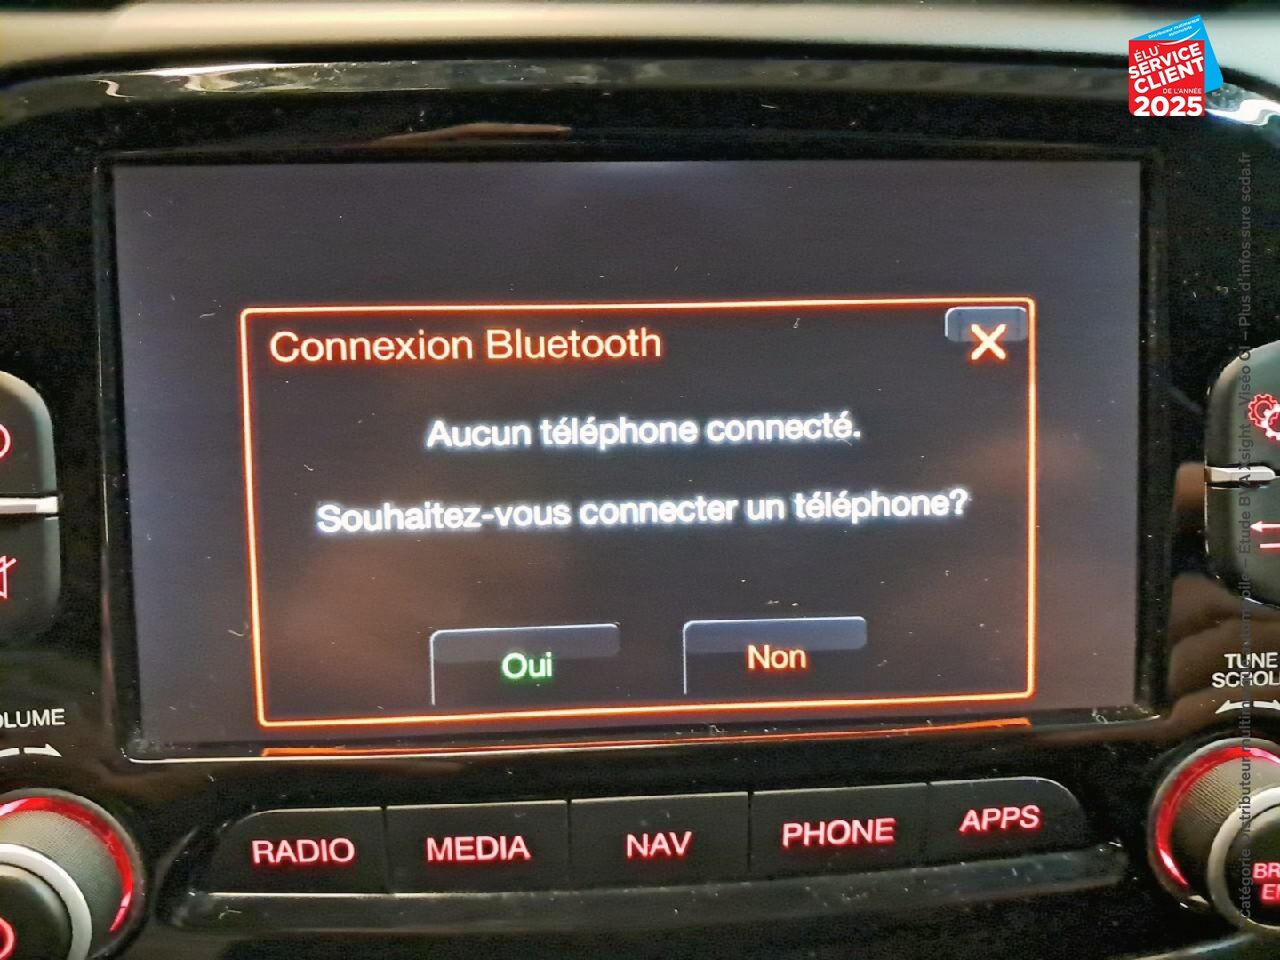 ÉLU
SERVICE
CLIENT
DE L'ANNÉE
2025
Connexion Bluetooth
X
Aucun téléphone connecté.
Souhaitez-vous connecter un téléphone?
Oui
Non
OLUME
TUNE
SCROL
RADIO
MEDIA
NAV
PHONE
APPS
BR